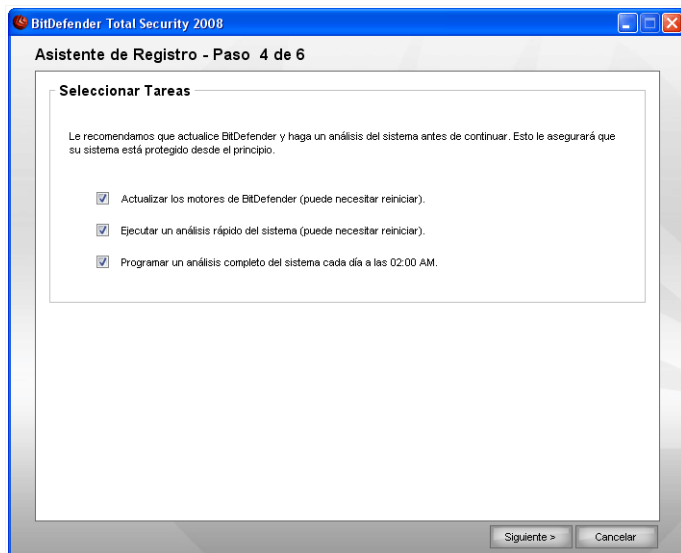 BitDefender Total Security 2008
Asistente de Registro - Paso 4 de 6
Seleccionar Tareas
Le recomendamos que actualice BitDefender y haga un análisis del sistema antes de continuar. Esto le asegurará que
su sistema está protegido desde el principio.
Actualizar los motores de BitDefender (puede necesitar reiniciar).
Ejecutar un análisis rápido del sistema (puede necesitar reiniciar).
Programar un análisis completo del sistema cada día a las 02:00 AM.
Siguiente >
Cancelar